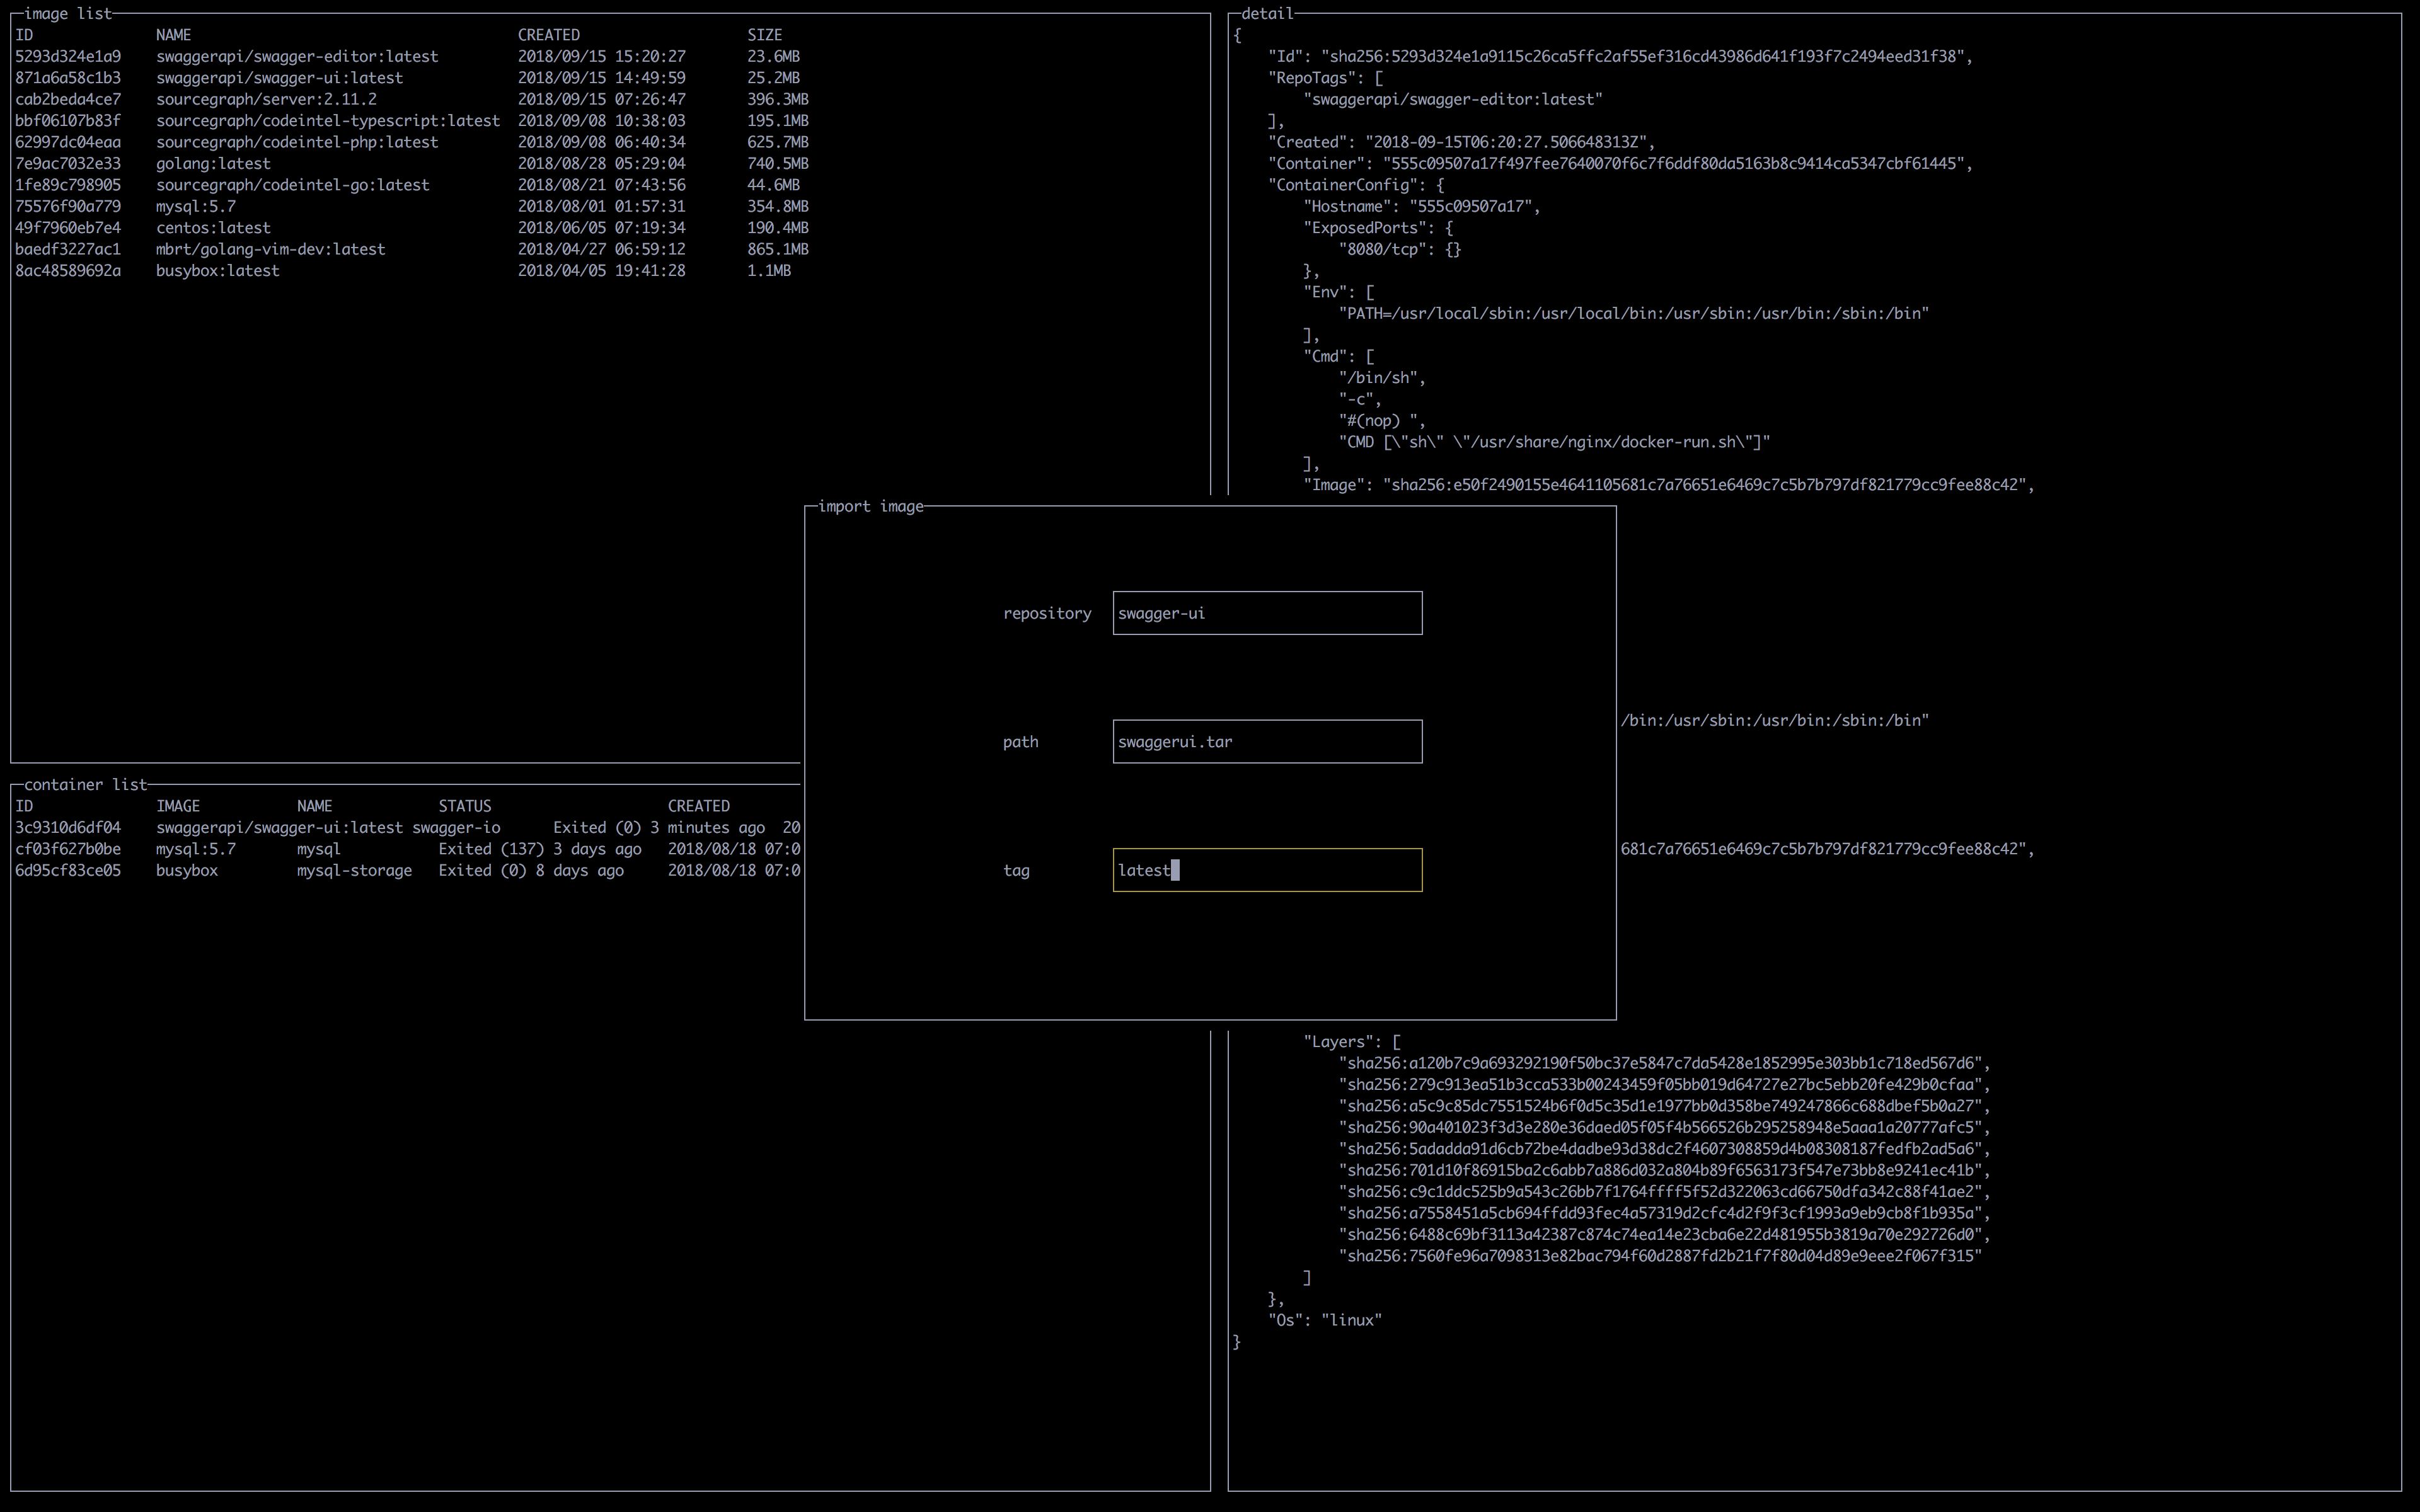 image list
ID NAME CREATED SIZE
5293d324e1a9 swaggerapi/swagger-editor:latest 2018/09/15 15:20:27 23.6MB
871a6a58c1b3 swaggerapi/swagger-ui:latest 2018/09/15 14:49:59 25.2MB
cab2beda4ce7 sourcegraph/server:2.11.2 2018/09/15 07:26:47 396.3MB
bbf06107b83f sourcegraph/codeintel-typescript:latest 2018/09/08 10:38:03 195.1MB
62997dc04eaa sourcegraph/codeintel-php:latest 2018/09/08 06:40:34 625.7MB
7e9ac7032e33 golang:latest 2018/08/28 05:29:04 740.5MB
1fe89c798905 sourcegraph/codeintel-go:latest 2018/08/21 07:43:56 44.6MB
75576f90a779 mysql:5.7 2018/08/01 01:57:31 354.8MB
49f7960eb7e4 centos:latest 2018/06/05 07:19:34 190.4MB
baedf3227ac1 mbrt/golang-vim-dev:latest 2018/04/27 06:59:12 865.1MB
8ac48589692a busybox:latest 2018/04/05 19:41:28 1.1MB
container list
ID IMAGE NAME STATUS CREATED
3c9310d6df04 swaggerapi/swagger-ui:latest swagger-io Exited (0) 3 minutes ago 20
cf03f627b0be mysql:5.7 mysql Exited (137) 3 days ago 2018/08/18 07:0
6d95cf83ce05 busybox mysql-storage Exited (0) 8 days ago 2018/08/18 07:0
import image
repository swagger-ui
path swaggerui.tar
tag latest
detail
{
"Id": "sha256:5293d324e1a9115c26ca5ffc2af55ef316cd43986d641f193f7c2494eed31f38",
"RepoTags": [
"swaggerapi/swagger-editor:latest"
],
"Created": "2018-09-15T06:20:27.506648313Z",
"Container": "555c09507a17f497fee7640070f6c7f6ddf80da5163b8c9414ca5347cbf61445",
"ContainerConfig": {
"Hostname": "555c09507a17",
"ExposedPorts": {
"8080/tcp": {}
},
"Env": [
"PATH=/usr/local/sbin:/usr/local/bin:/usr/sbin:/usr/bin:/sbin:/bin"
],
"Cmd": [
"/bin/sh",
"-c",
"#(nop) ",
"CMD [\"sh\" \"/usr/share/nginx/docker-run.sh\"]"
],
"Image": "sha256:e50f2490155e4641105681c7a76651e6469c7c5b7b797df821779cc9fee88c42",
/bin:/usr/sbin:/usr/bin:/sbin:/bin"
681c7a76651e6469c7c5b7b797df821779cc9fee88c42",
"Layers": [
"sha256:a120b7c9a693292190f50bc37e5847c7da5428e1852995e303bb1c718ed567d6",
"sha256:279c913ea51b3cca533b00243459f05bb019d64727e27bc5ebb20fe429b0cfaa",
"sha256:a5c9c85dc7551524b6f0d5c35d1e1977bb0d358be749247866c688dbef5b0a27",
"sha256:90a401023f3d3e280e36daed05f05f4b566526b295258948e5aaa1a20777afc5",
"sha256:5adadda91d6cb72be4dadbe93d38dc2f4607308859d4b08308187fedfb2ad5a6",
"sha256:701d10f86915ba2c6abb7a886d032a804b89f6563173f547e73bb8e9241ec41b",
"sha256:c9c1ddc525b9a543c26bb7f1764ffff5f52d322063cd66750dfa342c88f41ae2",
"sha256:a7558451a5cb694ffdd93fec4a57319d2cfc4d2f9f3cf1993a9eb9cb8f1b935a",
"sha256:6488c69bf3113a42387c874c74ea14e23cba6e22d481955b3819a70e292726d0",
"sha256:7560fe96a7098313e82bac794f60d2887fd2b21f7f80d04d89e9eee2f067f315"
]
},
"Os": "linux"
}